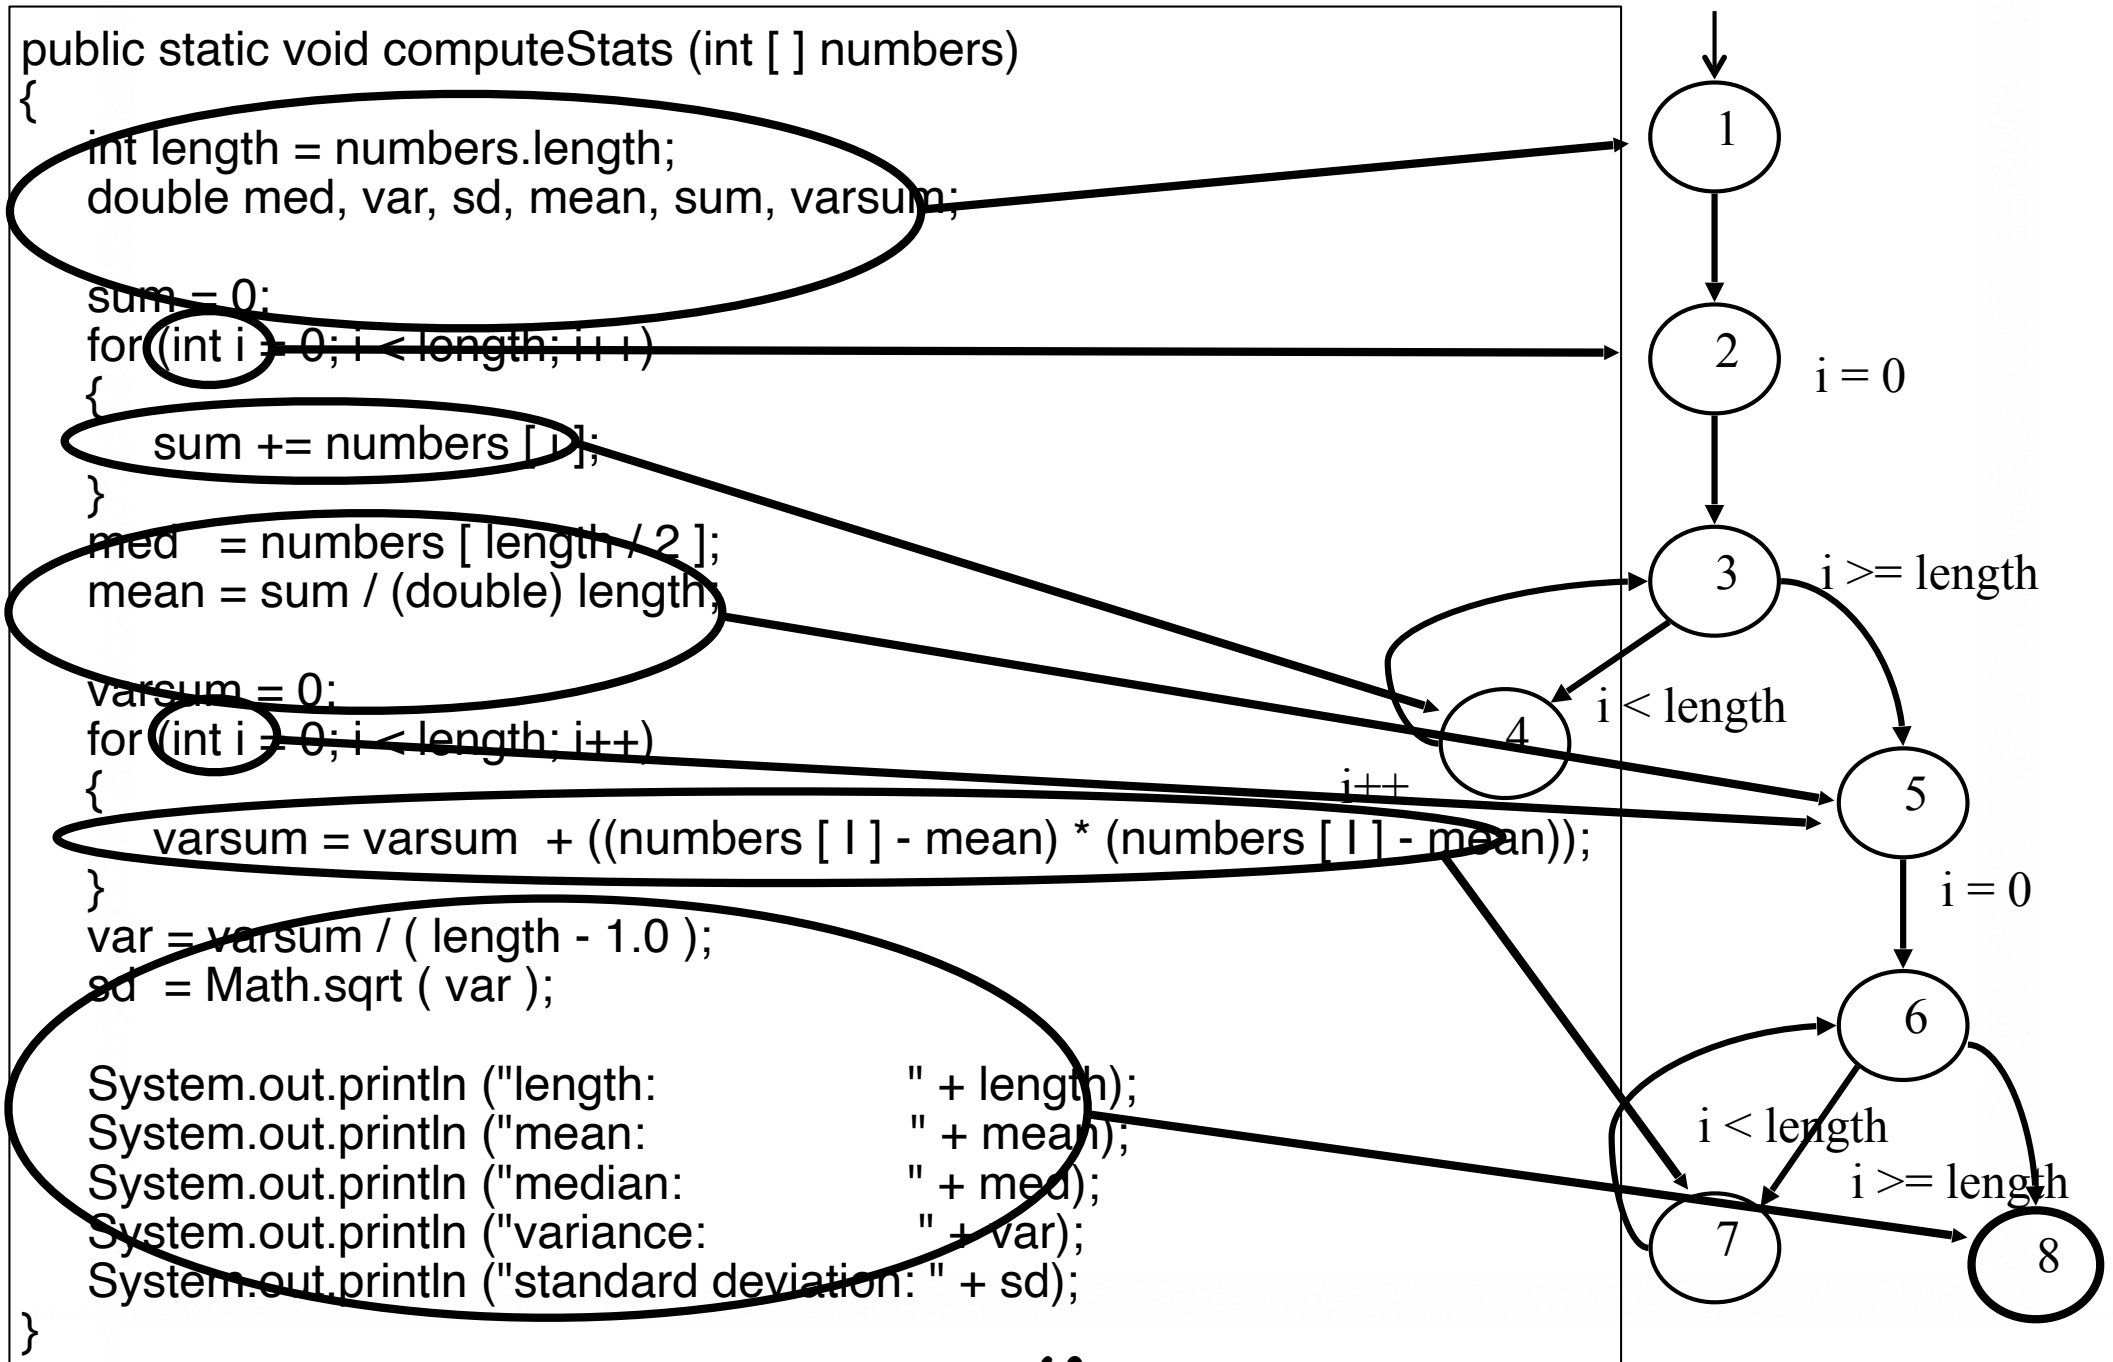 public static void computeStats (int [ ] numbers)
{
int length = numbers.length;
double med, var, sd, mean, sum, varsum;
sum = 0;
for (int i = 0; i < length; i++)
{
sum += numbers [ i ];
}
med = numbers [ length / 2 ];
mean = sum / (double) length;
varsum = 0;
for (int i = 0; i < length; i++)
{
varsum = varsum + ((numbers [ I ] - mean) * (numbers [ I ] - mean));
}
var = varsum / ( length - 1.0 );
sd = Math.sqrt ( var );
System.out.println ("length: " + length);
System.out.println ("mean: " + mean);
System.out.println ("median: " + med);
System.out.println ("variance: " + var);
System.out.println ("standard deviation: " + sd);
}
1
2
i = 0
3
i >= length
i < length
4
i++
5
i = 0
6
i < length
i >= length
7
8